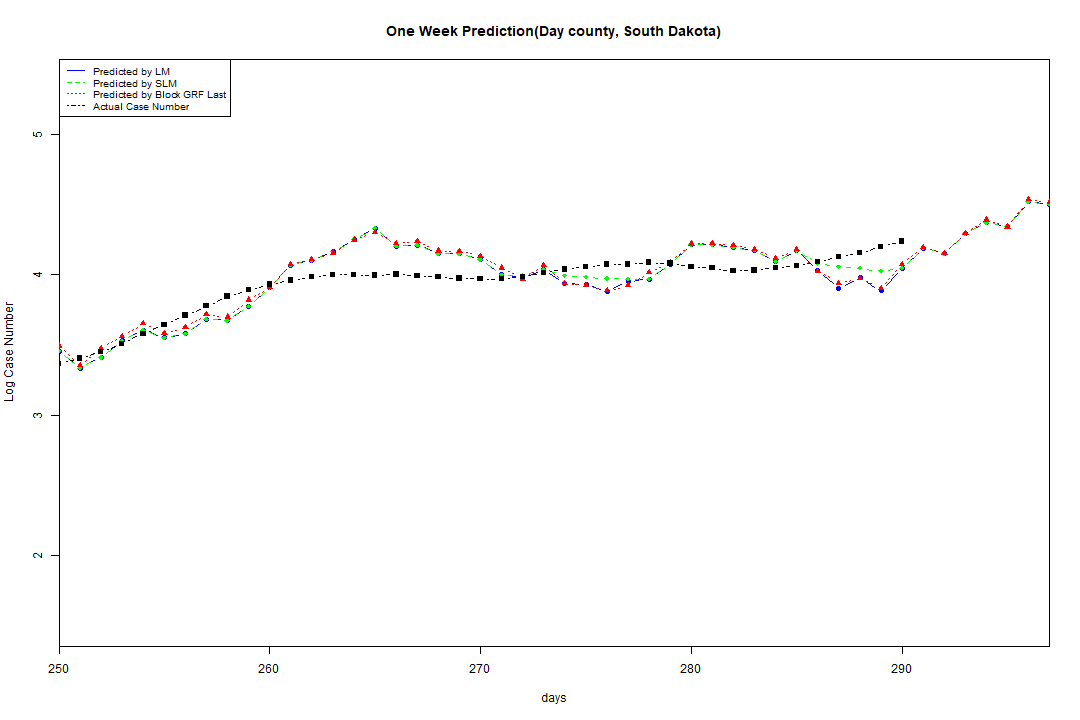 One Week Prediction(Day county, South Dakota)
Predicted by LM
Predicted by SLM
Predicted by Block GRF Last
Actual Case Number
5
4
3
2
Log Case Number
250 260 270 280 290
days